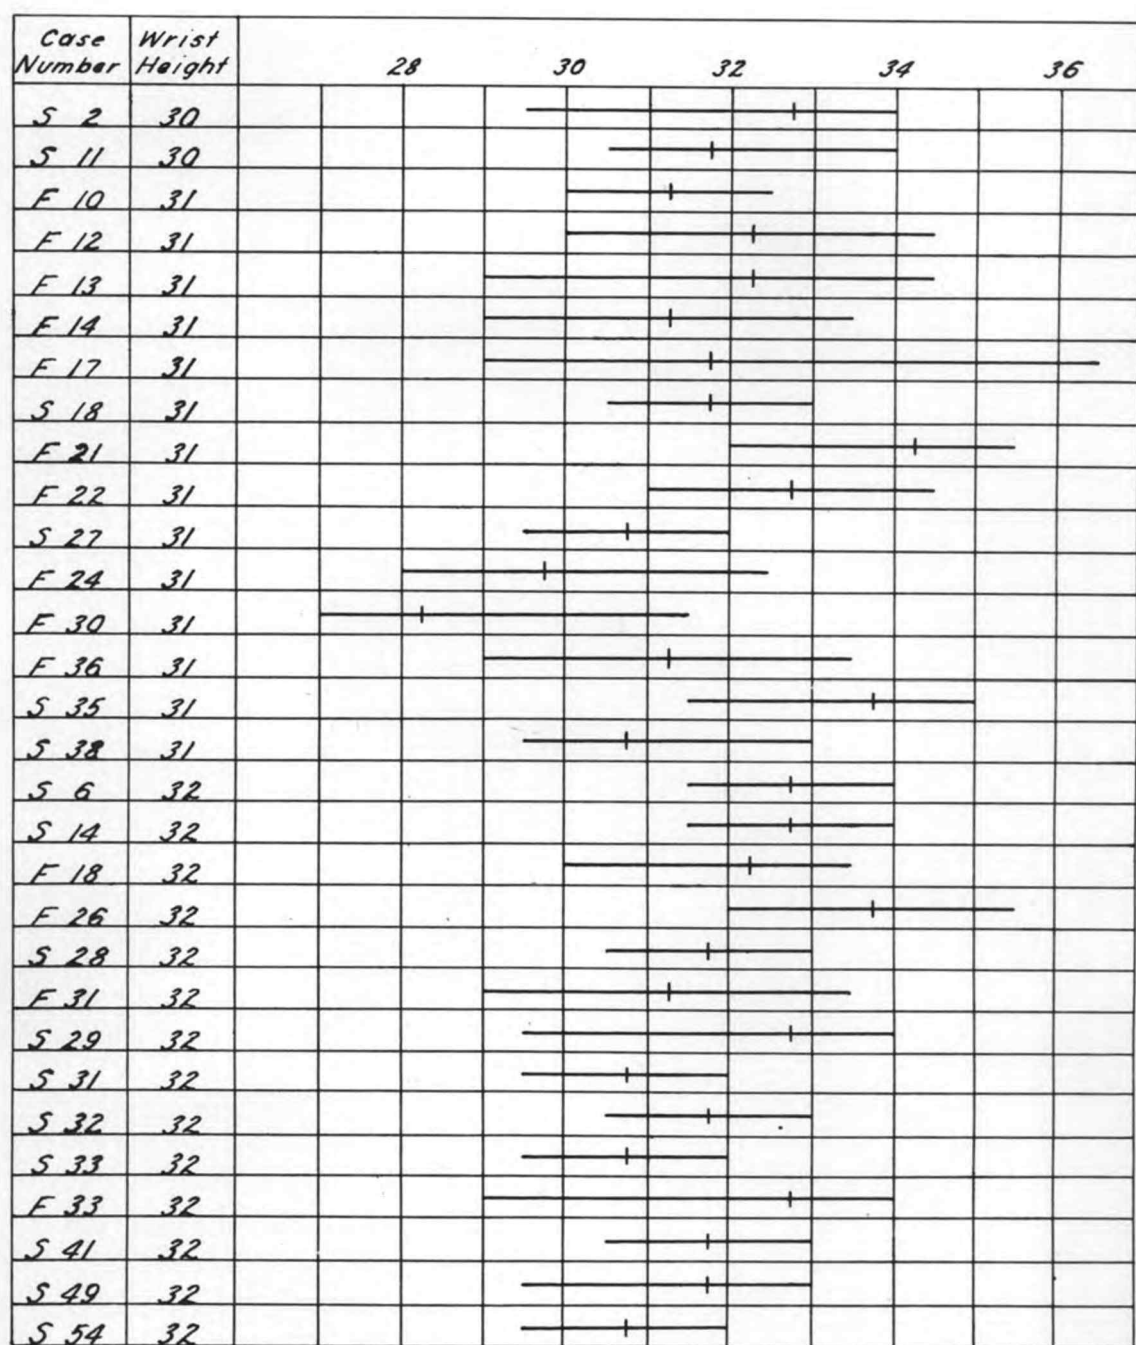 Case Number Wrist Height 28 30 32 34 36
S 2 30
S 11 30
F 10 31
F 12 31
F 13 31
F 14 31
F 17 31
S 18 31
F 21 31
F 22 31
S 27 31
F 24 31
F 30 31
F 36 31
S 35 31
S 38 31
S 6 32
S 14 32
F 18 32
F 26 32
S 28 32
F 31 32
S 29 32
S 31 32
S 32 32
S 33 32
F 33 32
S 41 32
S 49 32
S 54 32